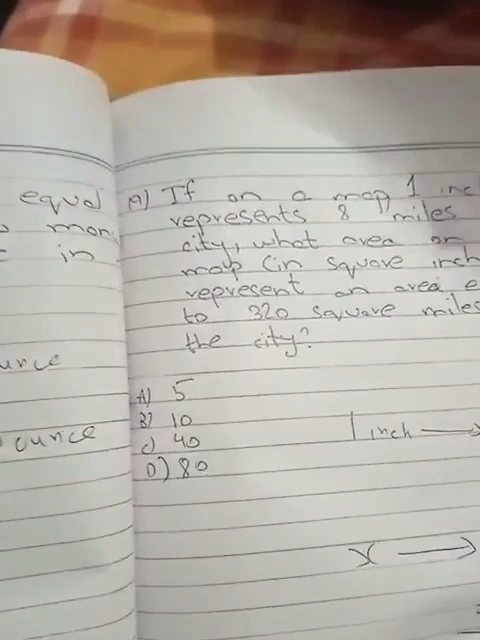 equal
in
unce
ounce
A) If on a map 1 inc
represents 8 miles
city, what area on
map (in square inch
represent an area e
to 320 square miles
the city?
A) 5
B) 10
C) 40
D) 80
1 inch →
x →